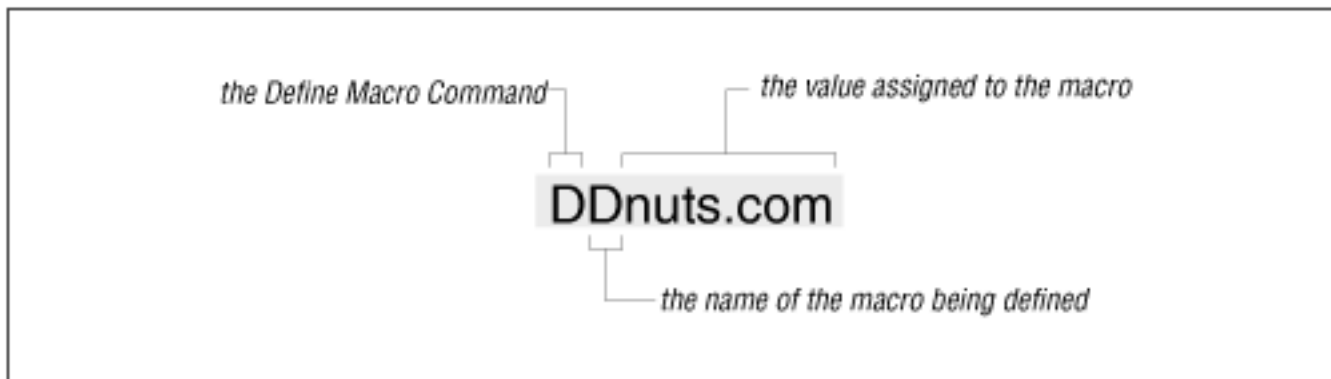 the Define Macro Command
the value assigned to the macro
DDnuts.com
the name of the macro being defined